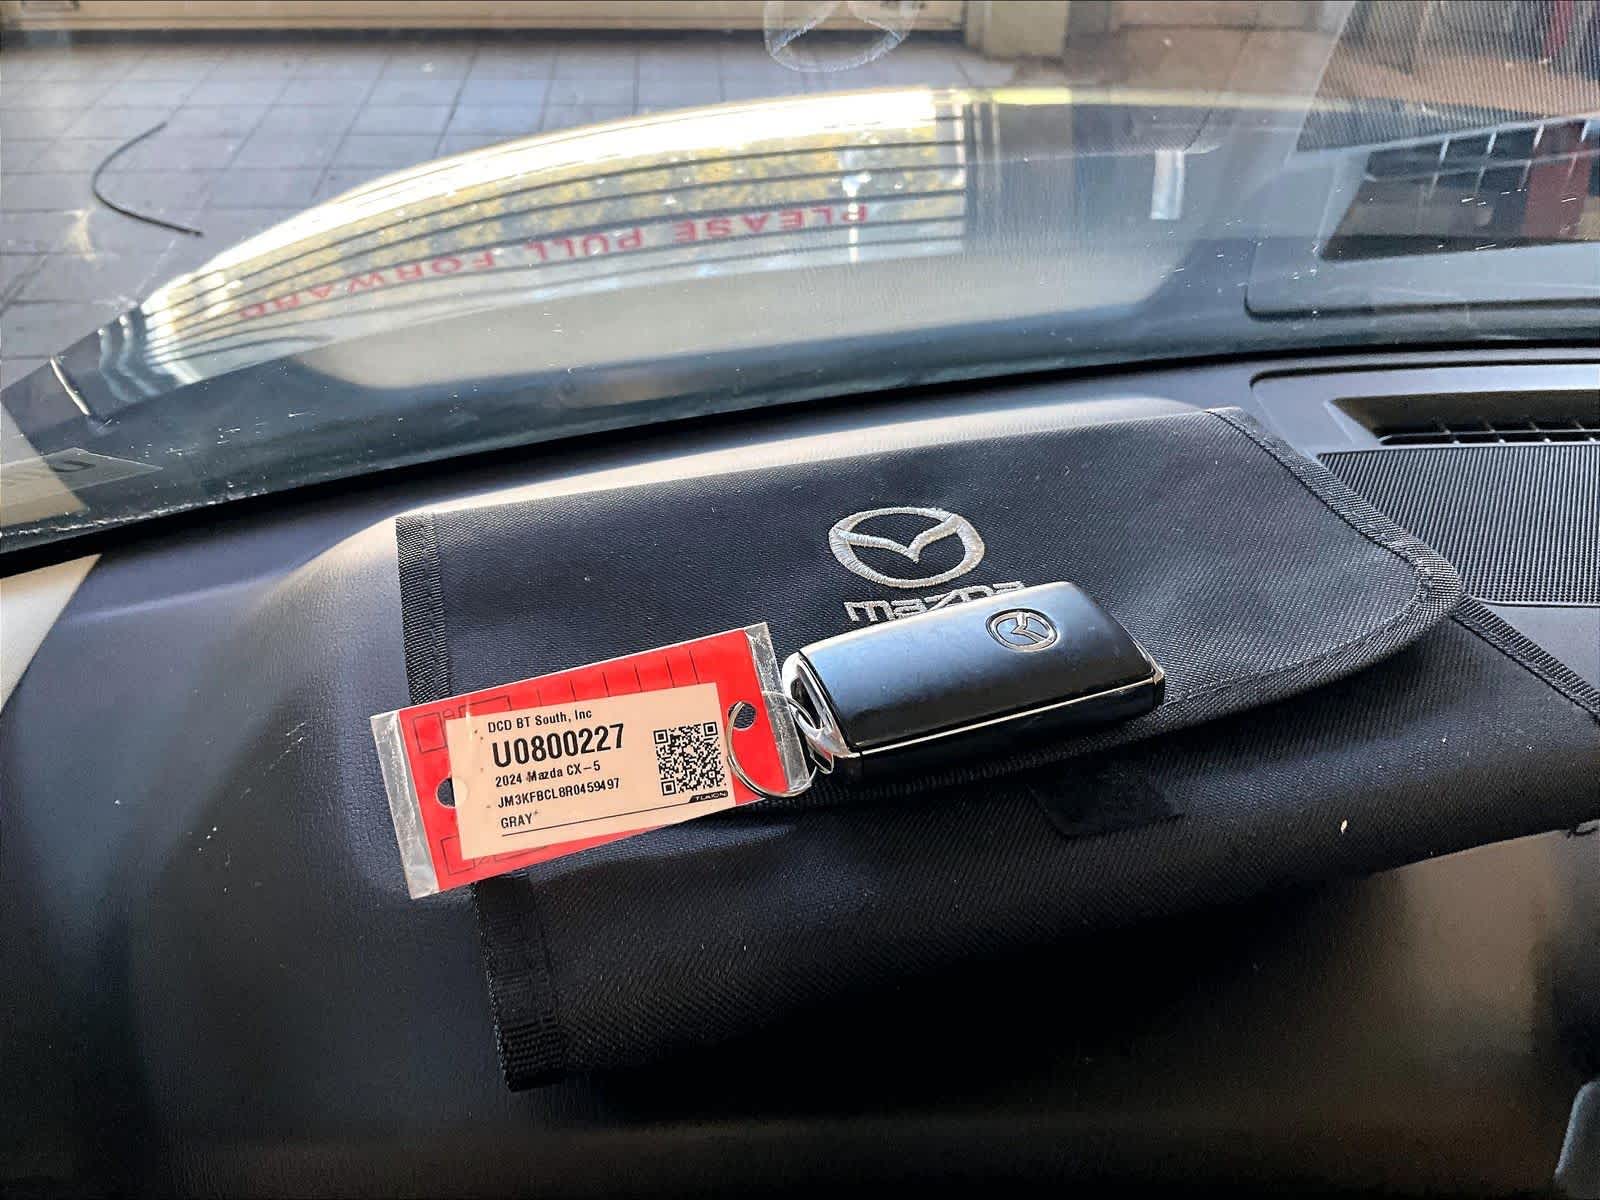 PLEASE PULL FORWARD
mazda
DCD BT South, Inc
U0800227
2024 Mazda CX-5
JM3KFBCL8R0459497
GRAY